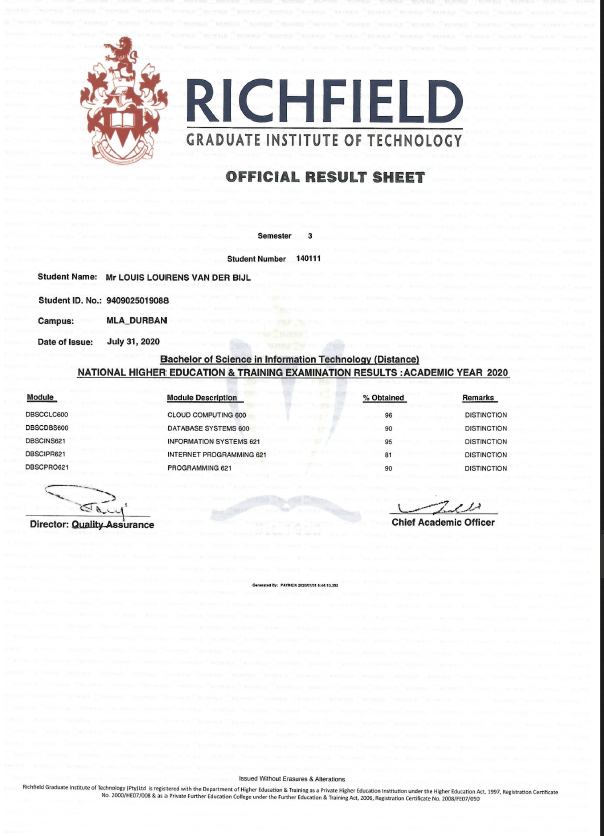 RICHFIELD
GRADUATE INSTITUTE OF TECHNOLOGY
OFFICIAL RESULT SHEET
Semester 3
Student Number 140111
Student Name: Mr LOUIS LOURENS VAN DER BIJL
Student ID. No.: 9409025019088
Campus: MLA_DURBAN
Date of Issue: July 31, 2020
Bachelor of Science in Information Technology (Distance)
NATIONAL HIGHER EDUCATION & TRAINING EXAMINATION RESULTS : ACADEMIC YEAR 2020
Module Module Description % Obtained Remarks
DBSCCLC600 CLOUD COMPUTING 600 96 DISTINCTION
DBSCDBS600 DATABASE SYSTEMS 600 90 DISTINCTION
DBSCINS621 INFORMATION SYSTEMS 621 95 DISTINCTION
DBSCIPR621 INTERNET PROGRAMMING 621 81 DISTINCTION
DBSCPRO621 PROGRAMMING 621 90 DISTINCTION
Director: Quality Assurance Chief Academic Officer
Generated By:
Issued Without Erasures & Alterations
Richfield Graduate Institute of Technology (Pty)Ltd is registered with the Department of Higher Education & Training as a Private Higher Education Institution under the Higher Education Act, 1997, Registration Certificate
No. 2000/HE07/008 & as a Private Further Education College under the Further Education & Training Act, 2006, Registration Certificate No. 2008/FE07/050